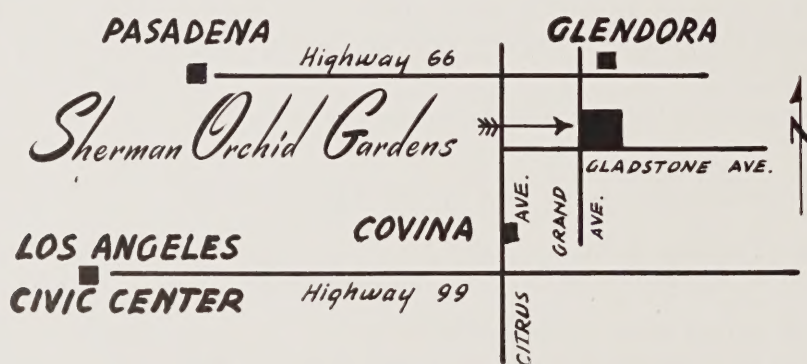 PASADENA
GLENDORA
Highway 66
Sherman Orchid Gardens
N
GLADSTONE AVE.
COVINA
CITRUS AVE.
GRAND AVE.
LOS ANGELES
CIVIC CENTER
Highway 99